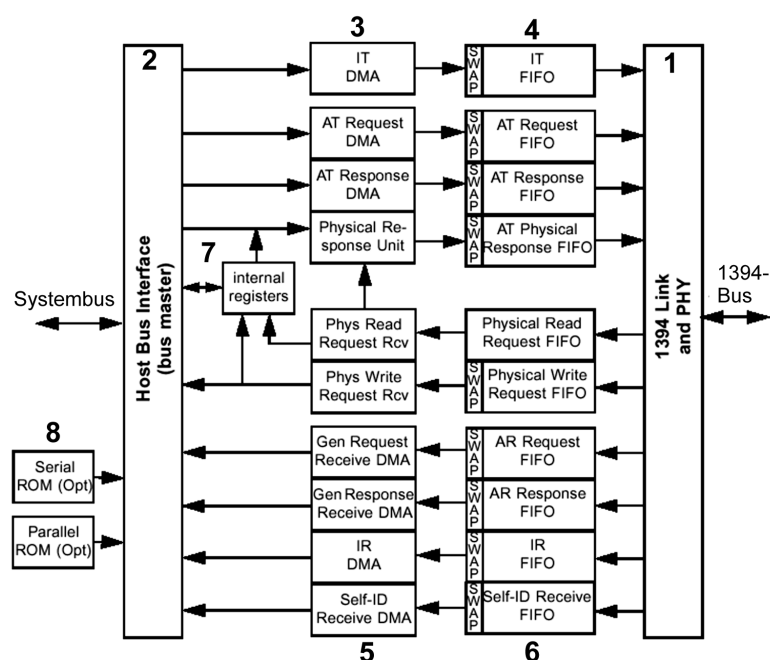 3
4
2
1
IT
DMA
SWAP
IT
FIFO
AT Request
DMA
SWAP
AT Request
FIFO
AT Response
DMA
SWAP
AT Response
FIFO
Physical Re-
sponse Unit
SWAP
AT Physical
Response FIFO
7
internal
registers
Systembus
Host Bus Interface
(bus master)
1394 Link
and PHY
1394-
Bus
Phys Read
Request Rcv
Physical Read
Request FIFO
Phys Write
Request Rcv
SWAP
Physical Write
Request FIFO
8
Serial
ROM (Opt)
Parallel
ROM (Opt)
Gen Request
Receive DMA
SWAP
AR Request
FIFO
Gen Response
Receive DMA
SWAP
AR Response
FIFO
IR
DMA
SWAP
IR
FIFO
Self-ID
Receive DMA
SWAP
Self-ID Receive
FIFO
5
6